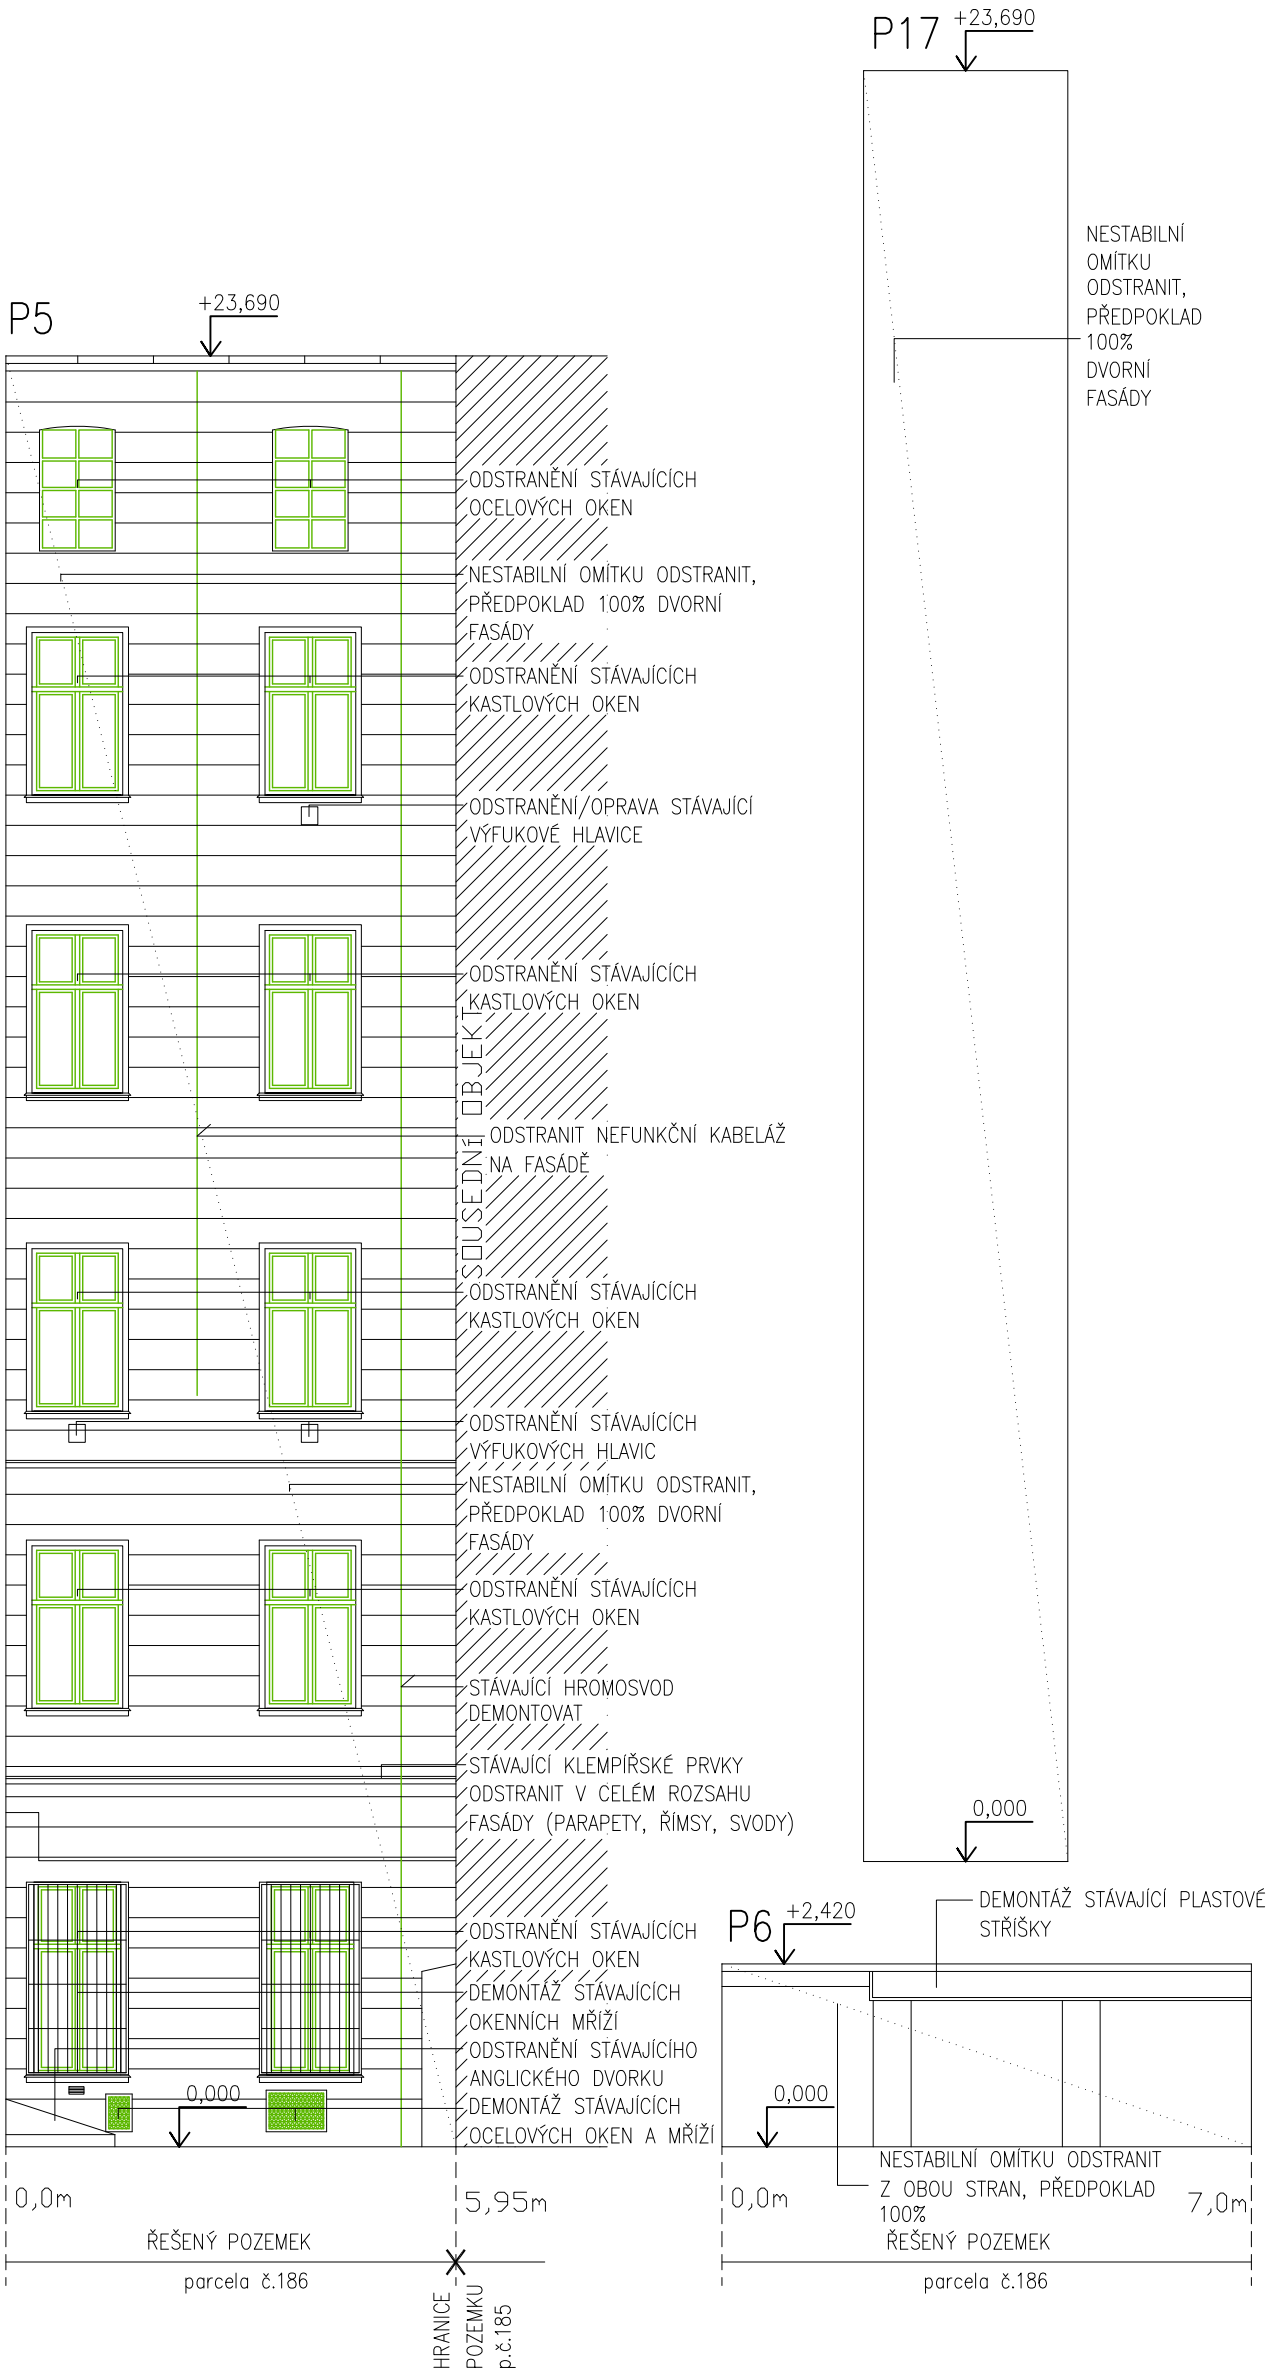 P17
+23,690
NESTABILNÍ
OMÍTKU
ODSTRANIT,
PŘEDPOKLAD
100%
DVORNÍ
FASÁDY
0,000
P5
+23,690
ODSTRANĚNÍ STÁVAJÍCÍCH
OCELOVÝCH OKEN
NESTABILNÍ OMÍTKU ODSTRANIT,
PŘEDPOKLAD 100% DVORNÍ
FASÁDY
ODSTRANĚNÍ STÁVAJÍCÍCH
KASTLOVÝCH OKEN
ODSTRANĚNÍ/OPRAVA STÁVAJÍCÍ
VÝFUKOVÉ HLAVICE
ODSTRANĚNÍ STÁVAJÍCÍCH
KASTLOVÝCH OKEN
SOUSEDNÍ OBJEKT
ODSTRANIT NEFUNKČNÍ KABELÁŽ
NA FASÁDĚ
ODSTRANĚNÍ STÁVAJÍCÍCH
KASTLOVÝCH OKEN
ODSTRANĚNÍ STÁVAJÍCÍCH
VÝFUKOVÝCH HLAVIC
NESTABILNÍ OMÍTKU ODSTRANIT,
PŘEDPOKLAD 100% DVORNÍ
FASÁDY
ODSTRANĚNÍ STÁVAJÍCÍCH
KASTLOVÝCH OKEN
STÁVAJÍCÍ HROMOSVOD
DEMONTOVAT
STÁVAJÍCÍ KLEMPÍŘSKÉ PRVKY
ODSTRANIT V CELÉM ROZSAHU
FASÁDY (PARAPETY, ŘÍMSY, SVODY)
ODSTRANĚNÍ STÁVAJÍCÍCH
KASTLOVÝCH OKEN
DEMONTÁŽ STÁVAJÍCÍCH
OKENNÍCH MŘÍŽÍ
ODSTRANĚNÍ STÁVAJÍCÍHO
ANGLICKÉHO DVORKU
DEMONTÁŽ STÁVAJÍCÍCH
OCELOVÝCH OKEN A MŘÍŽÍ
0,000
0,0m
5,95m
ŘEŠENÝ POZEMEK
parcela č.186
HRANICE
POZEMKU
p.č.185
P6
+2,420
DEMONTÁŽ STÁVAJÍCÍ PLASTOVÉ
STŘÍŠKY
0,000
NESTABILNÍ OMÍTKU ODSTRANIT
Z OBOU STRAN, PŘEDPOKLAD
100%
0,0m
7,0m
ŘEŠENÝ POZEMEK
parcela č.186